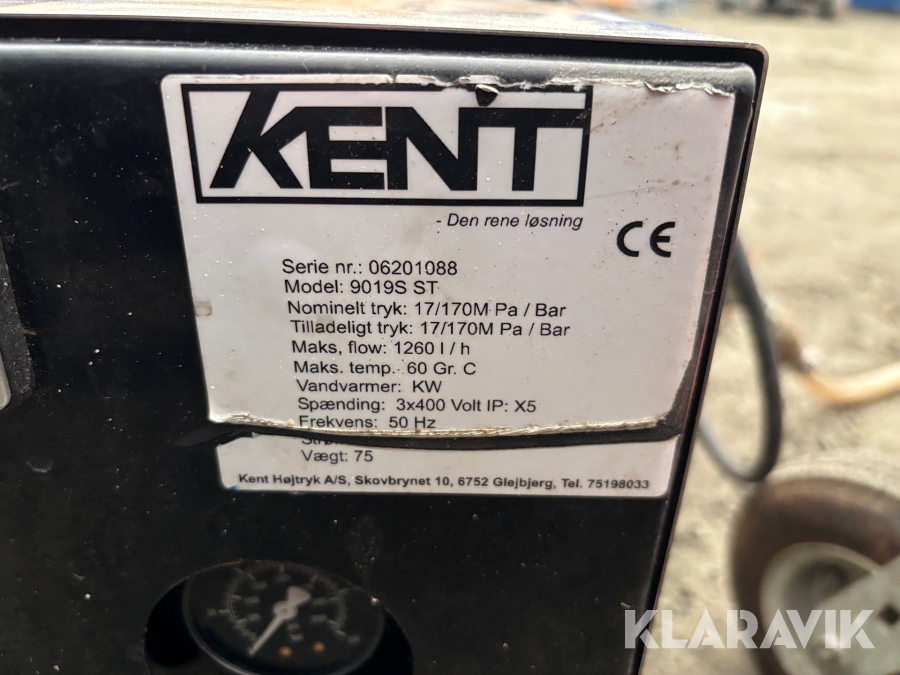 KENT
- Den rene løsning
CE
Serie nr.: 06201088
Model: 9019S ST
Nominelt tryk: 17/170M Pa / Bar
Tilladeligt tryk: 17/170M Pa / Bar
Maks, flow: 1260 l / h
Maks. temp.: 60 Gr. C
Vandvarmer: KW
Spænding: 3x400 Volt IP: X5
Frekvens: 50 Hz
Vægt: 75
Kent Højtryk A/S, Skovbrynet 10, 6752 Glejbjerg, Tel. 75198033
KLARAVIK